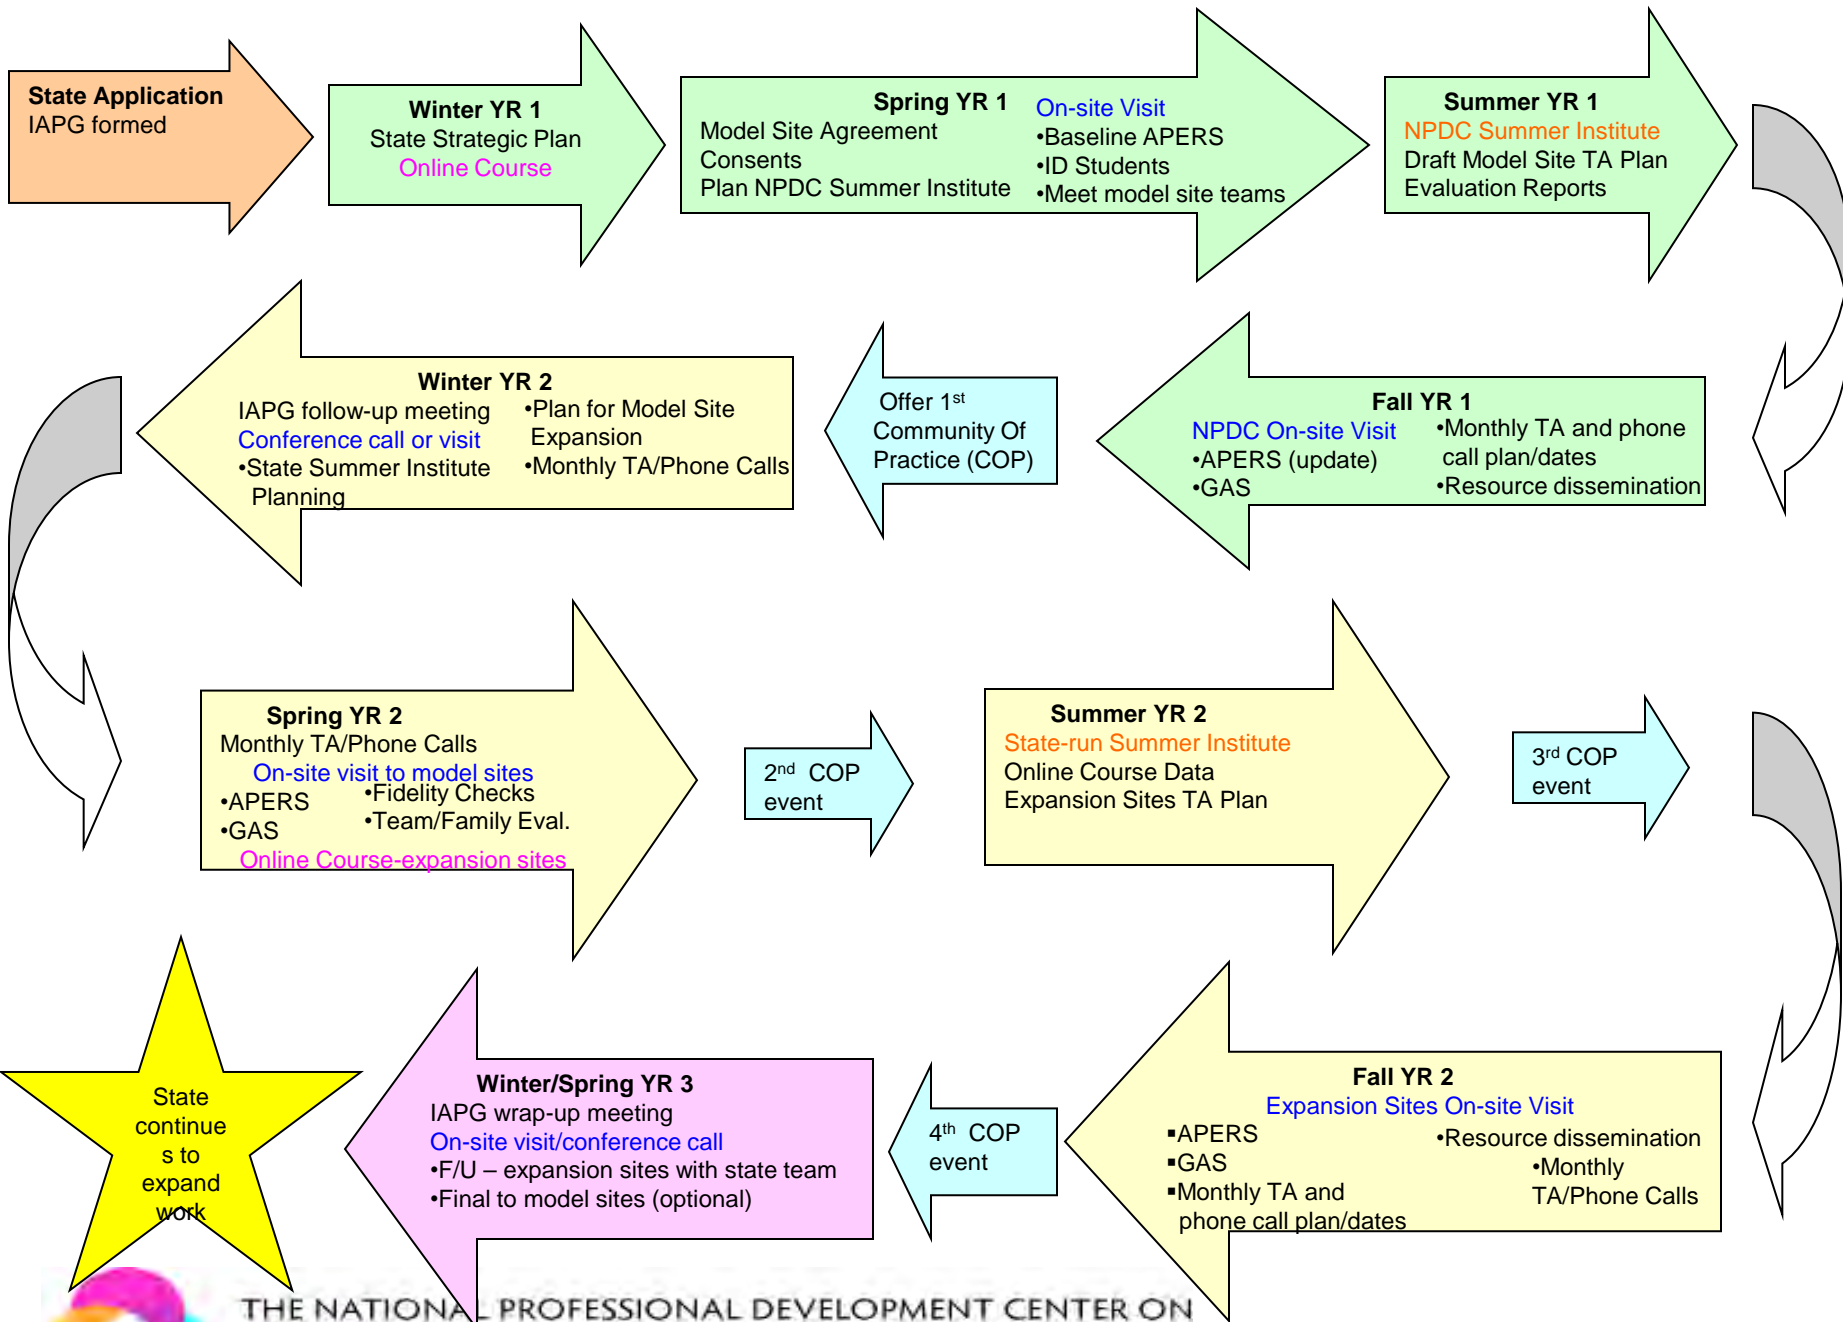 State Application
IAPG formed
Winter YR 1
State Strategic Plan
Online Course
Spring YR 1
Model Site Agreement
Consents
Plan NPDC Summer Institute
On-site Visit
•Baseline APERS
•ID Students
•Meet model site teams
Summer YR 1
NPDC Summer Institute
Draft Model Site TA Plan
Evaluation Reports
Fall YR 1
NPDC On-site Visit
•APERS (update)
•GAS
•Monthly TA and phone
call plan/dates
•Resource dissemination
Offer 1st
Community Of
Practice (COP)
Winter YR 2
IAPG follow-up meeting
Conference call or visit
•State Summer Institute
Planning
•Plan for Model Site
Expansion
•Monthly TA/Phone Calls
Spring YR 2
Monthly TA/Phone Calls
On-site visit to model sites
•APERS
•GAS
•Fidelity Checks
•Team/Family Eval.
Online Course-expansion sites
2nd COP
event
Summer YR 2
State-run Summer Institute
Online Course Data
Expansion Sites TA Plan
3rd COP
event
Fall YR 2
Expansion Sites On-site Visit
▪APERS
▪GAS
▪Monthly TA and
phone call plan/dates
•Resource dissemination
•Monthly
TA/Phone Calls
4th COP
event
Winter/Spring YR 3
IAPG wrap-up meeting
On-site visit/conference call
•F/U – expansion sites with state team
•Final to model sites (optional)
State
continue
s to
expand
work
THE NATIONAL PROFESSIONAL DEVELOPMENT CENTER ON